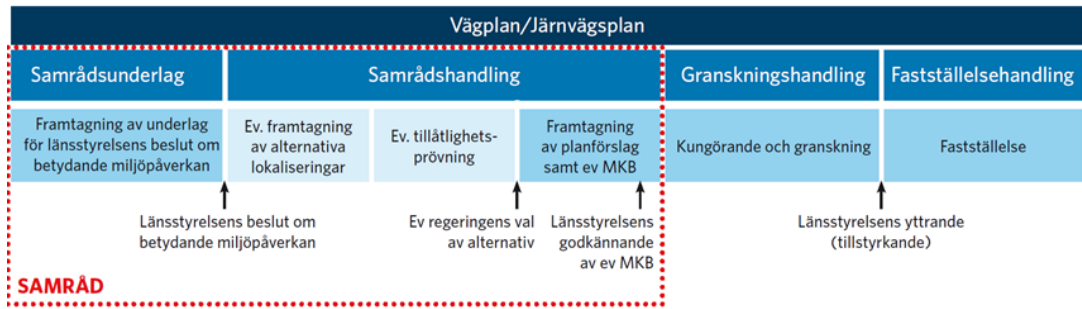 Vägplan/Järnvägsplan
Samrådsunderlag
Samrådshandling
Granskningshandling
Fastställelsehandling
Framtagning av underlag
för länsstyrelsens beslut om
betydande miljöpåverkan
Ev. framtagning
av alternativa
lokaliseringar
Ev. tillåtlighets-
prövning
Framtagning
av planförslag
samt ev MKB
Kungörande och granskning
Fastställelse
Länsstyrelsens beslut om
betydande miljöpåverkan
Ev regeringens val
av alternativ
Länsstyrelsens
godkännande
av ev MKB
Länsstyrelsens yttrande
(tillstyrkande)
SAMRÅD